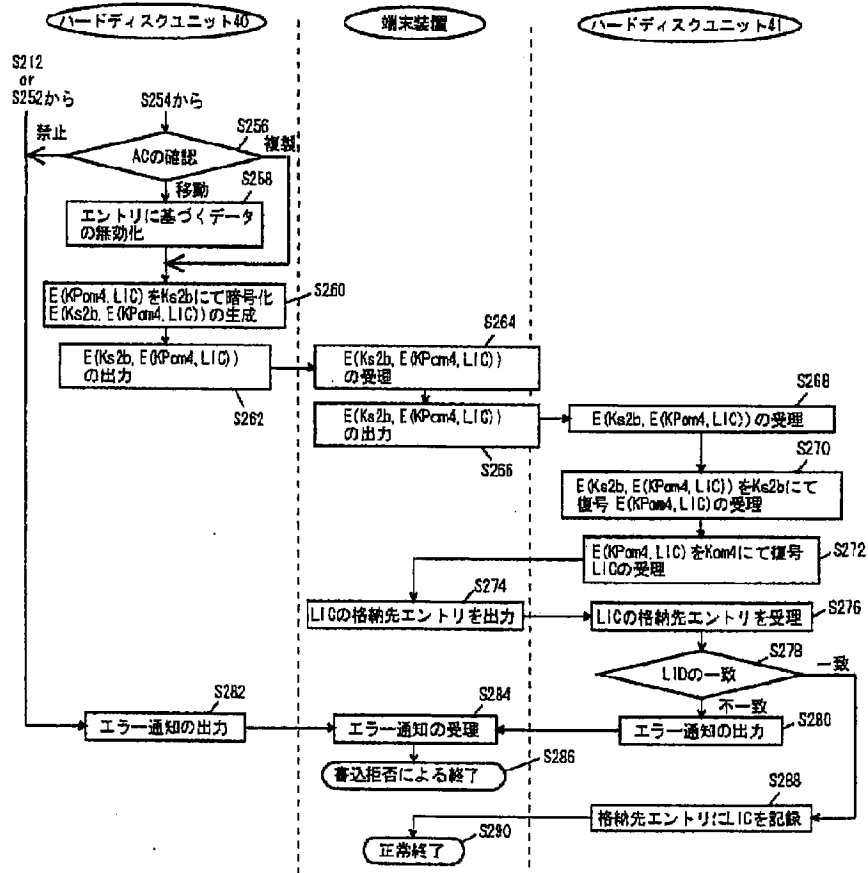 ハードディスクユニット40
端末装置
ハードディスクユニット41
S212
or
S252から
S254から
S256
禁止
ACの確認
複製
移動
S258
エントリに基づくデータ
の無効化
E(KPom4,LIC)をKs2bにて暗号化
E(Ks2b,E(KPom4,LIC))の生成
S260
E(Ks2b,E(KPom4,LIC))
の出力
S262
S264
E(Ks2b,E(KPom4,LIC))
の受理
E(Ks2b,E(KPom4,LIC))
の出力
S266
S268
E(Ks2b,E(KPom4,LIC))の受理
S270
E(Ks2b,E(KPom4,LIC))をKs2bにて
復号 E(KPom4,LIC)の受理
E(KPom4,LIC)をKom4にて復号
LICの受理
S272
S274
LICの格納先エントリを出力
LICの格納先エントリを受理
S276
S278
LIDの一致
一致
不一致
S282
エラー通知の出力
S284
エラー通知の受理
エラー通知の出力
S280
書込拒否による終了
S286
S288
格納先エントリにLICを記録
S290
正常終了